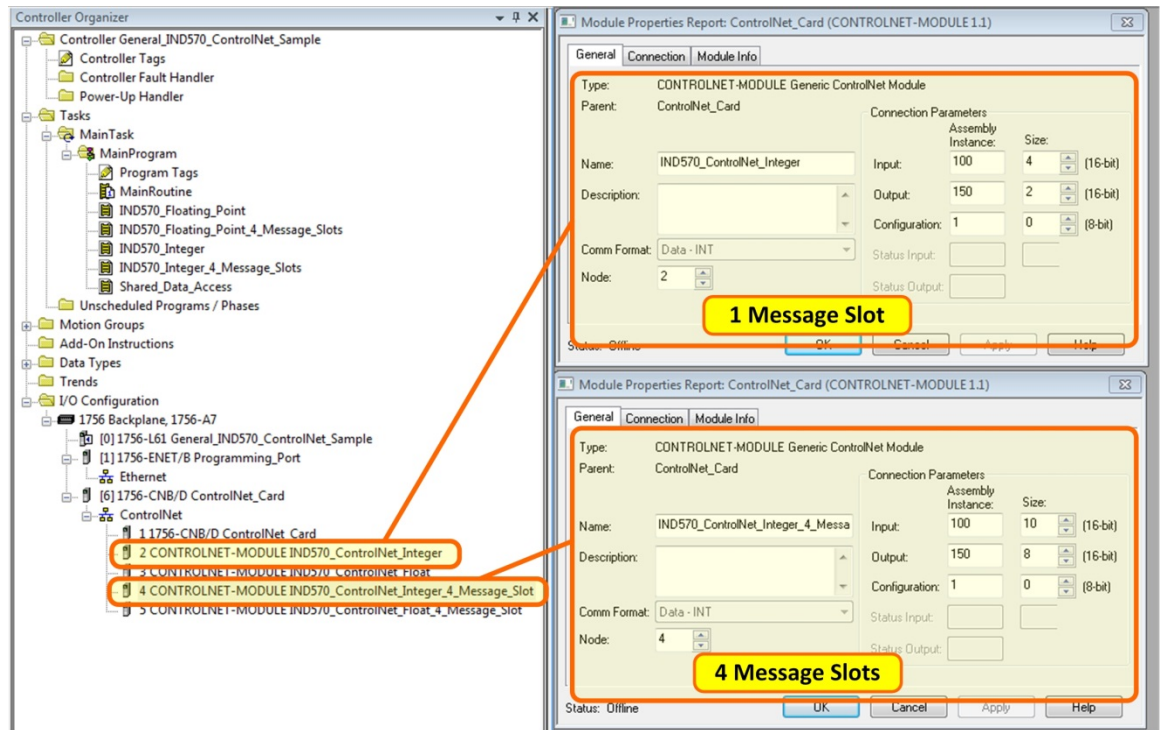 Controller Organizer
Controller General_IND570_ControlNet_Sample
Controller Tags
Controller Fault Handler
Power-Up Handler
Tasks
MainTask
MainProgram
Program Tags
MainRoutine
IND570_Floating_Point
IND570_Floating_Point_4_Message_Slots
IND570_Integer
IND570_Integer_4_Message_Slots
Shared_Data_Access
Unscheduled Programs / Phases
Motion Groups
Add-On Instructions
Data Types
Trends
I/O Configuration
1756 Backplane, 1756-A7
[0] 1756-L61 General_IND570_ControlNet_Sample
[1] 1756-ENET/B Programming_Port
Ethernet
[6] 1756-CNB/D ControlNet_Card
ControlNet
1 1756-CNB/D ControlNet_Card
2 CONTROLNET-MODULE IND570_ControlNet_Integer
3 CONTROLNET-MODULE IND570_ControlNet_Float
4 CONTROLNET-MODULE IND570_ControlNet_Integer_4_Message_Slot
5 CONTROLNET-MODULE IND570_ControlNet_Float_4_Message_Slot
Module Properties Report: ControlNet_Card (CONTROLNET-MODULE 1.1)
General Connection Module Info
Type: CONTROLNET-MODULE Generic ControlNet Module
Parent: ControlNet_Card
Connection Parameters
Assembly
Instance: Size:
Name: IND570_ControlNet_Integer Input: 100 4 (16-bit)
Description: Output: 150 2 (16-bit)
Configuration: 1 0 (8-bit)
Comm Format: Data - INT Status Input:
Node: 2
Status Output:
1 Message Slot
Status: Offline OK Cancel Apply Help
Module Properties Report: ControlNet_Card (CONTROLNET-MODULE 1.1)
General Connection Module Info
Type: CONTROLNET-MODULE Generic ControlNet Module
Parent: ControlNet_Card
Connection Parameters
Assembly
Instance: Size:
Name: IND570_ControlNet_Integer_4_Messa Input: 100 10 (16-bit)
Description: Output: 150 8 (16-bit)
Configuration: 1 0 (8-bit)
Comm Format: Data - INT Status Input:
Node: 4
Status Output:
4 Message Slots
Status: Offline OK Cancel Apply Help